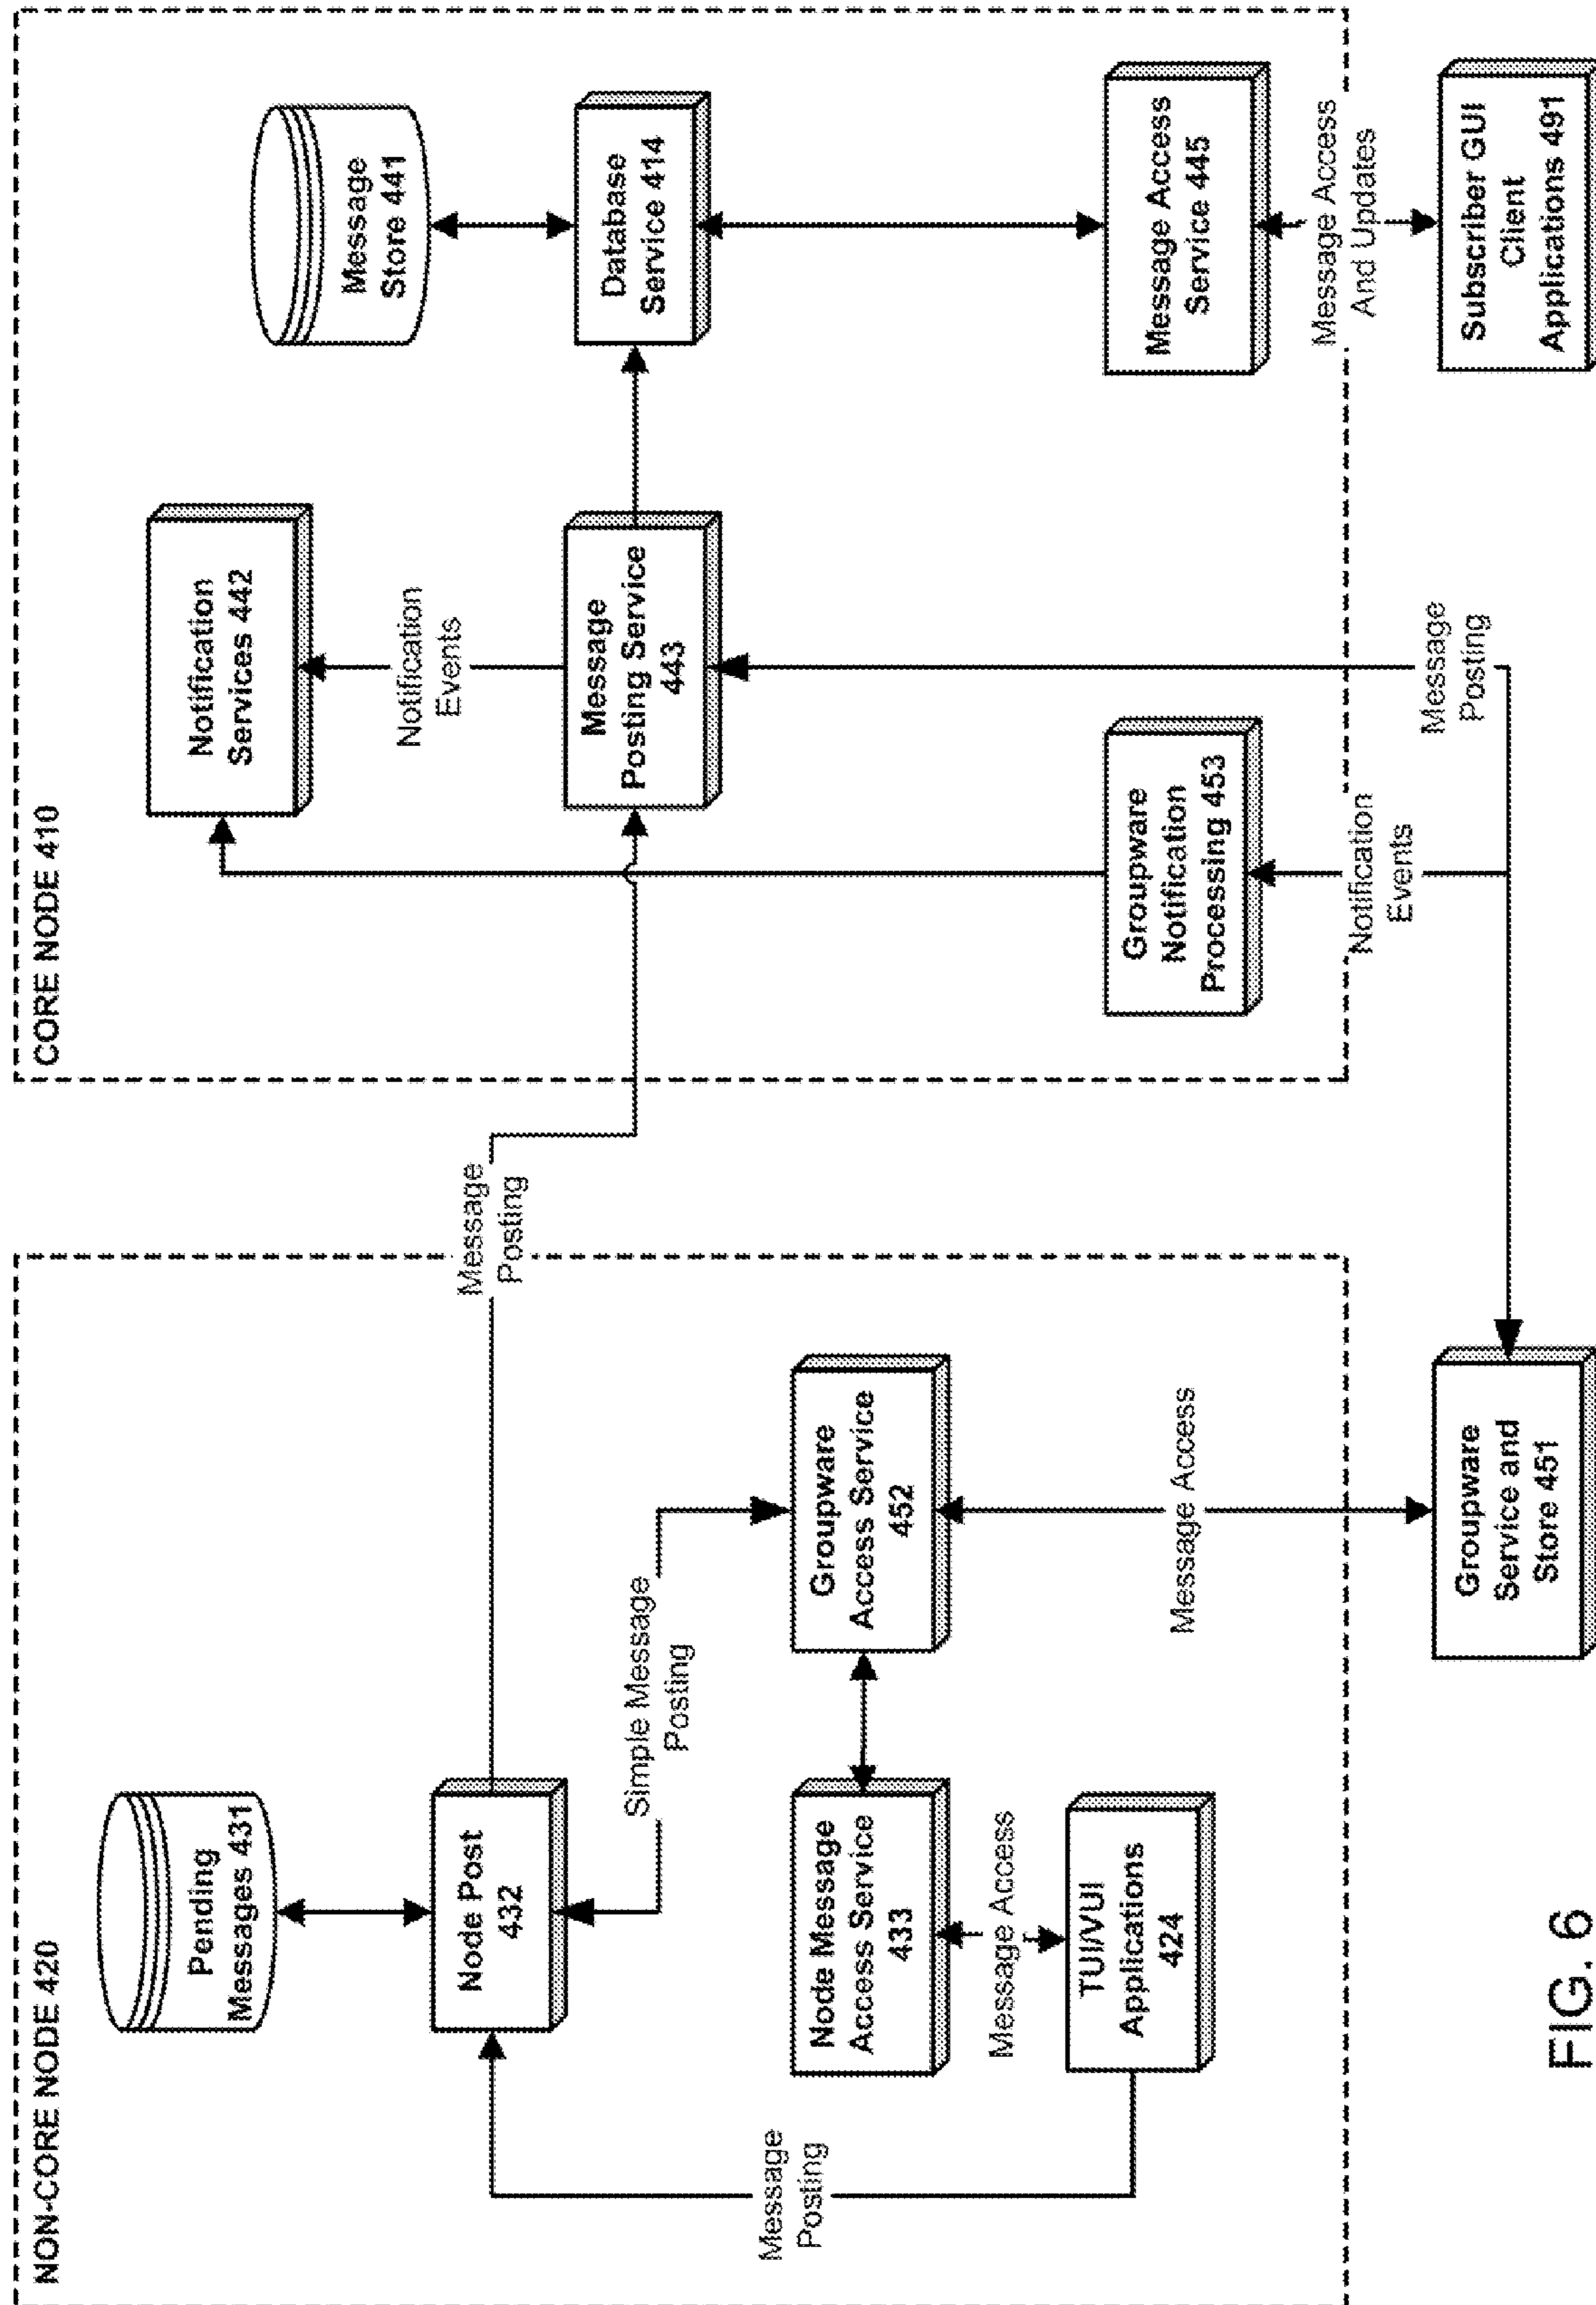 NON-CORE NODE 420
Pending
Messages 431
Node Post
432
Message
Posting
Simple Message
Posting
Message
Posting
Node Message
Access Service
433
Groupware
Access Service
452
Message Access
TUI/VUI
Applications
424
Message Access
Groupware
Service and
Store 451
CORE NODE 410
Notification
Services 442
Message
Store 441
Notification
Events
Message
Posting Service
443
Database
Service 414
Groupware
Notification
Processing 453
Message Access
Service 445
Notification
Events
Message
Posting
Message Access
And Updates
Subscriber GUI
Client
Applications 491
FIG. 6